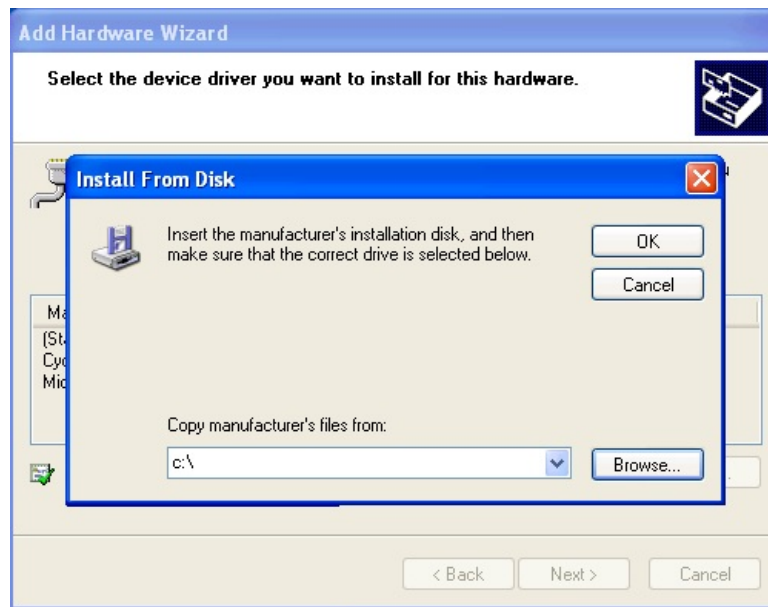 Add Hardware Wizard
Select the device driver you want to install for this hardware.
Install From Disk
Insert the manufacturer's installation disk, and then
make sure that the correct drive is selected below.
OK
Cancel
Copy manufacturer's files from:
c:\
Browse...
< Back
Next >
Cancel